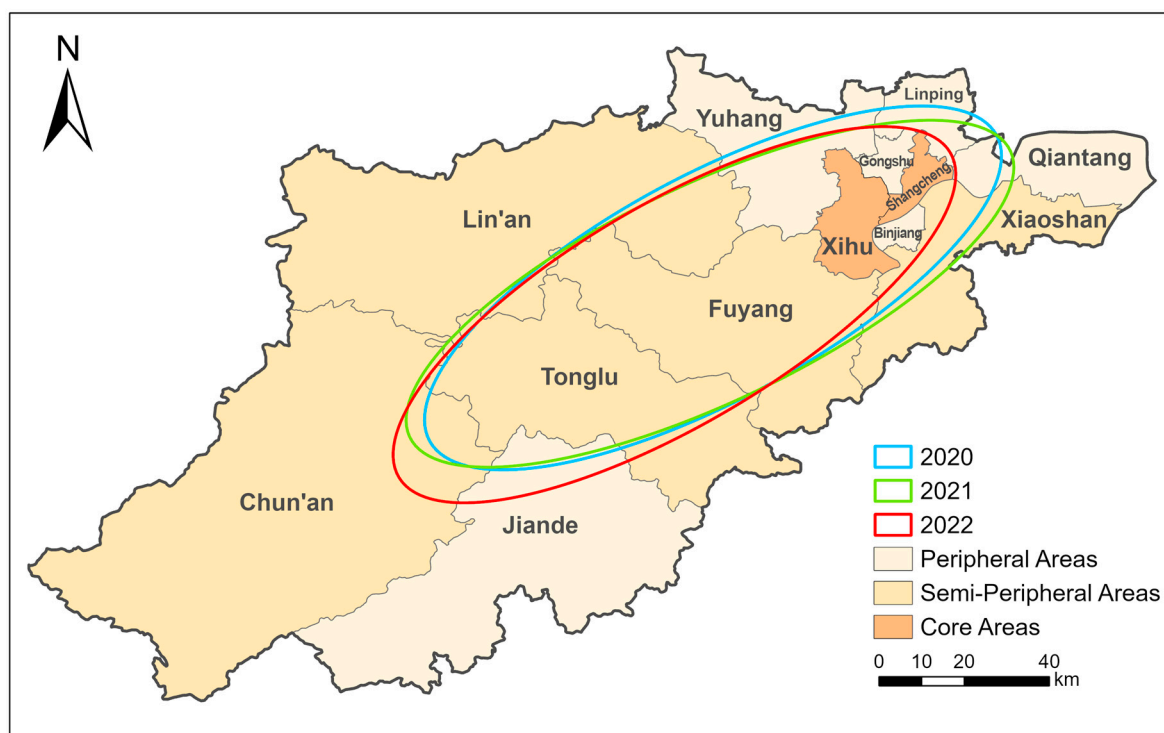 N
Linping
Yuhang
Gongshu
Qiantang
Shangcheng
Lin'an
Xiaoshan
Binjiang
Xihu
Fuyang
Tonglu
Chun'an
Jiande
2020
2021
2022
Peripheral Areas
Semi-Peripheral Areas
Core Areas
0 10 20 40
km